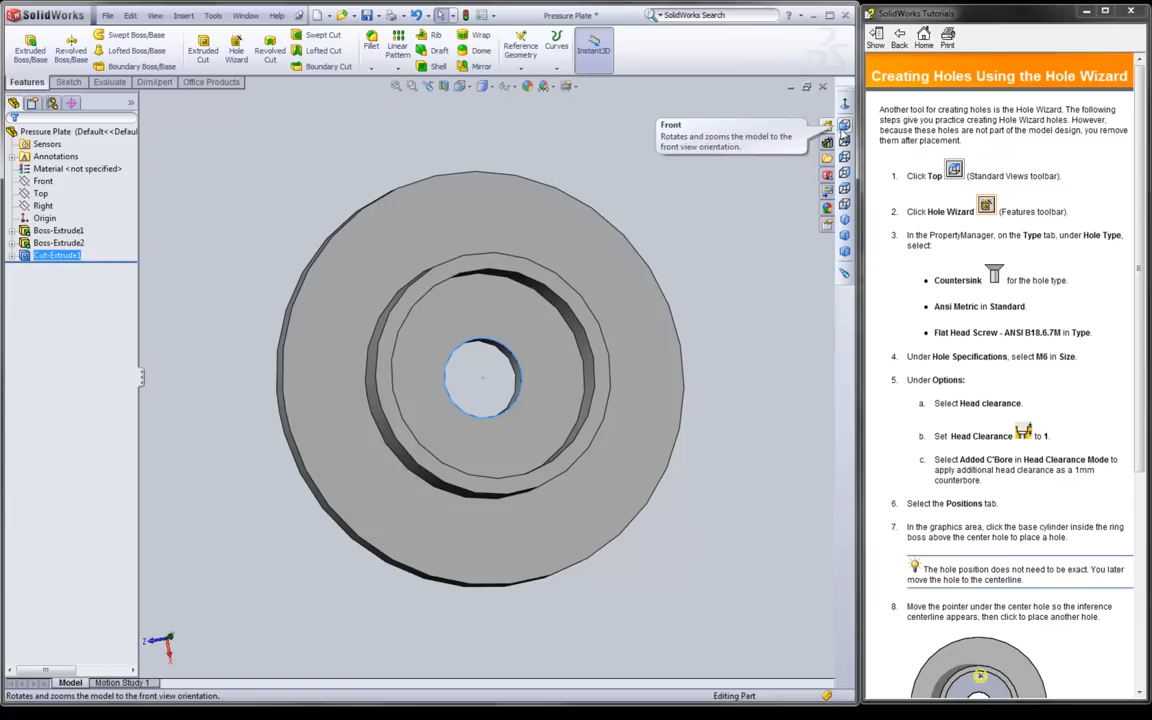 SolidWorks
File
Edit
View
Insert
Tools
Window
Help
Pressure Plate *
SolidWorks Search
SolidWorks Tutorials
Extruded Boss/Base
Revolved Boss/Base
Swept Boss/Base
Lofted Boss/Base
Boundary Boss/Base
Extruded Cut
Hole Wizard
Revolved Cut
Swept Cut
Lofted Cut
Boundary Cut
Fillet
Linear Pattern
Rib
Draft
Shell
Wrap
Dome
Mirror
Reference Geometry
Curves
Instant3D
Features
Sketch
Evaluate
DimXpert
Office Products
Pressure Plate (Default<<Defau
Sensors
Annotations
Material <not specified>
Front
Top
Right
Origin
Boss-Extrude1
Boss-Extrude2
Cut-Extrude1
Front
Rotates and zooms the model to the
front view orientation.
Z
X
Model
Motion Study 1
Rotates and zooms the model to the front view orientation.
Editing Part
Show
Back
Home
Print
Creating Holes Using the Hole Wizard
Another tool for creating holes is the Hole Wizard. The following
steps give you practice creating Hole Wizard holes. However,
because these holes are not part of the model design, you remove
them after placement.
1. Click Top (Standard Views toolbar).
2. Click Hole Wizard (Features toolbar).
3. In the PropertyManager, on the Type tab, under Hole Type,
select:
• Countersink for the hole type.
• Ansi Metric in Standard.
• Flat Head Screw - ANSI B18.6.7M in Type.
4. Under Hole Specifications, select M6 in Size.
5. Under Options:
a. Select Head clearance.
b. Set Head Clearance to 1.
c. Select Added C'Bore in Head Clearance Mode to
apply additional head clearance as a 1mm
counterbore.
6. Select the Positions tab.
7. In the graphics area, click the base cylinder inside the ring
boss above the center hole to place a hole.
The hole position does not need to be exact. You later
move the hole to the centerline.
8. Move the pointer under the center hole so the inference
centerline appears, then click to place another hole.